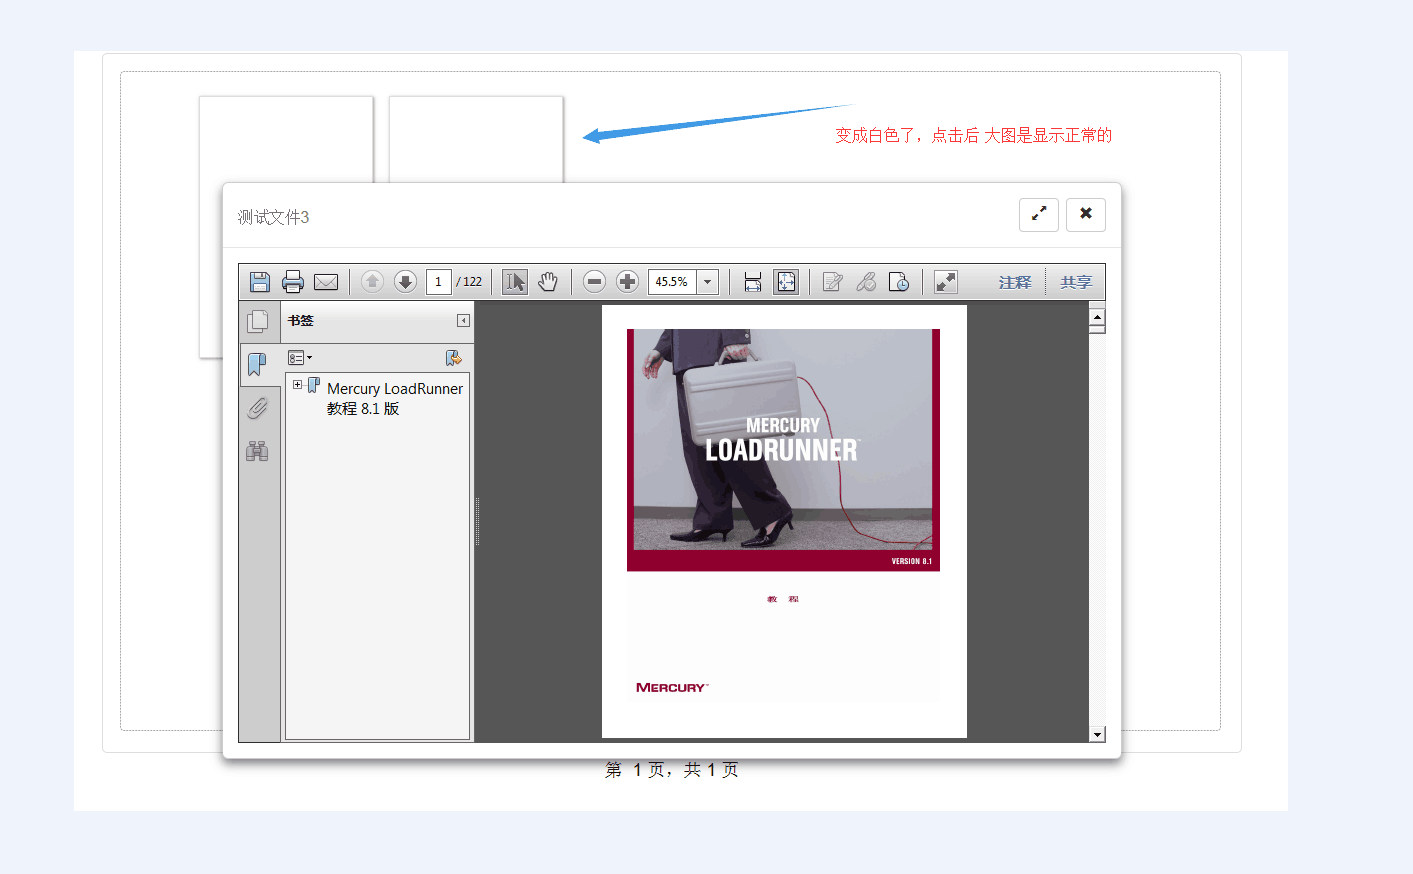 变成白色了，点击后 大图是显示正常的
测试文件3
1 / 122
45.5%
注释
共享
书签
Mercury LoadRunner
教程 8.1 版
MERCURY
LOADRUNNER™
VERSION 8.1
教 程
MERCURY™
第 1 页，共 1 页